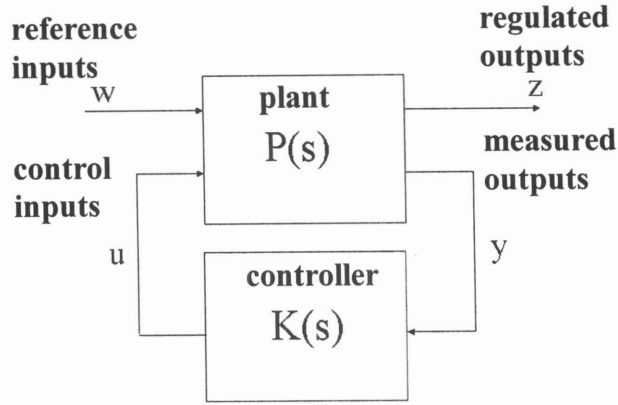 reference
inputs
w
plant
P(s)
regulated
outputs
z
control
inputs
u
measured
outputs
y
controller
K(s)